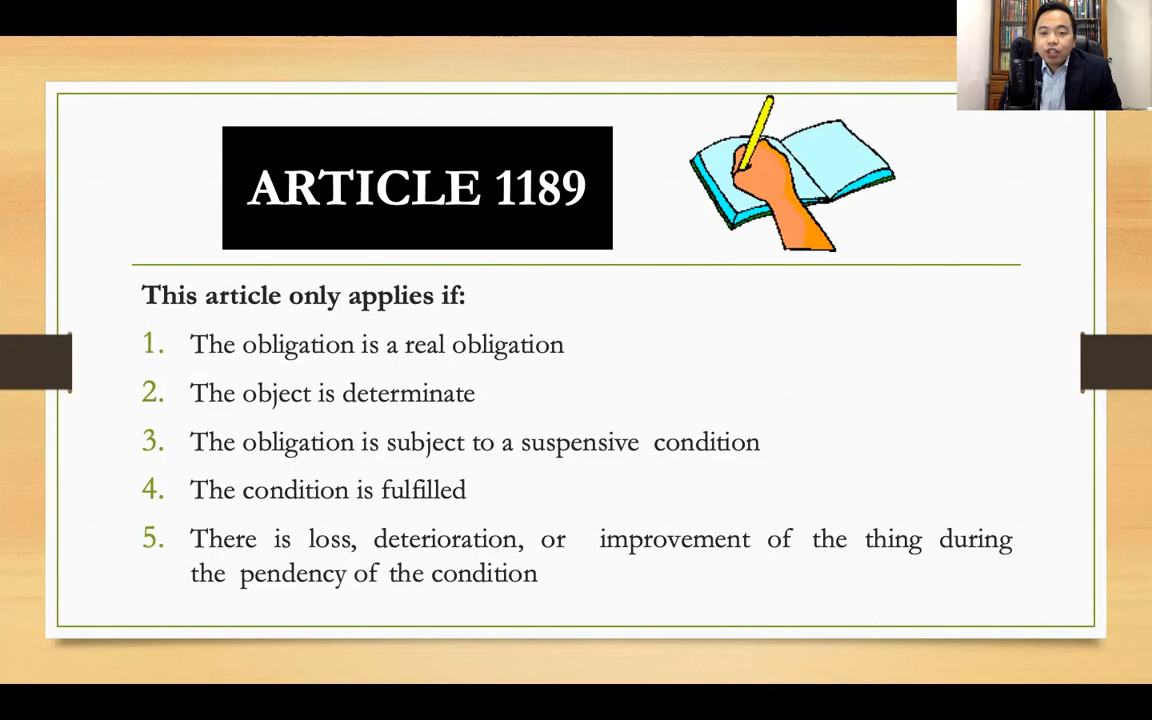 ARTICLE 1189
This article only applies if:
1. The obligation is a real obligation
2. The object is determinate
3. The obligation is subject to a suspensive condition
4. The condition is fulfilled
5. There is loss, deterioration, or improvement of the thing during
the pendency of the condition